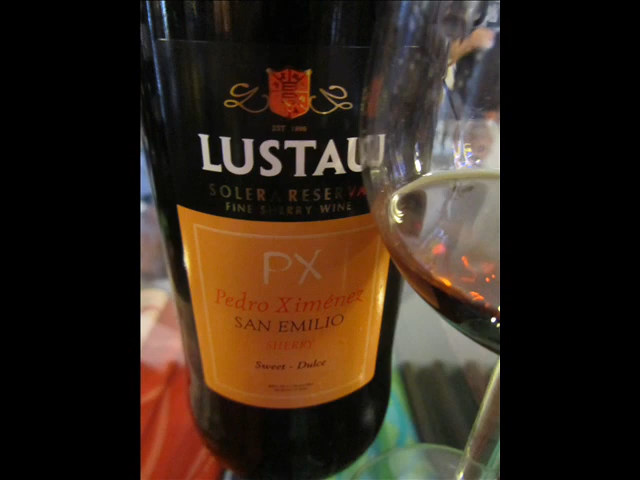 EST 1896
LUSTAU
SOLERA RESERVA
FINE SHERRY WINE
PX
Pedro Ximénez
SAN EMILIO
SHERRY
Sweet - Dulce